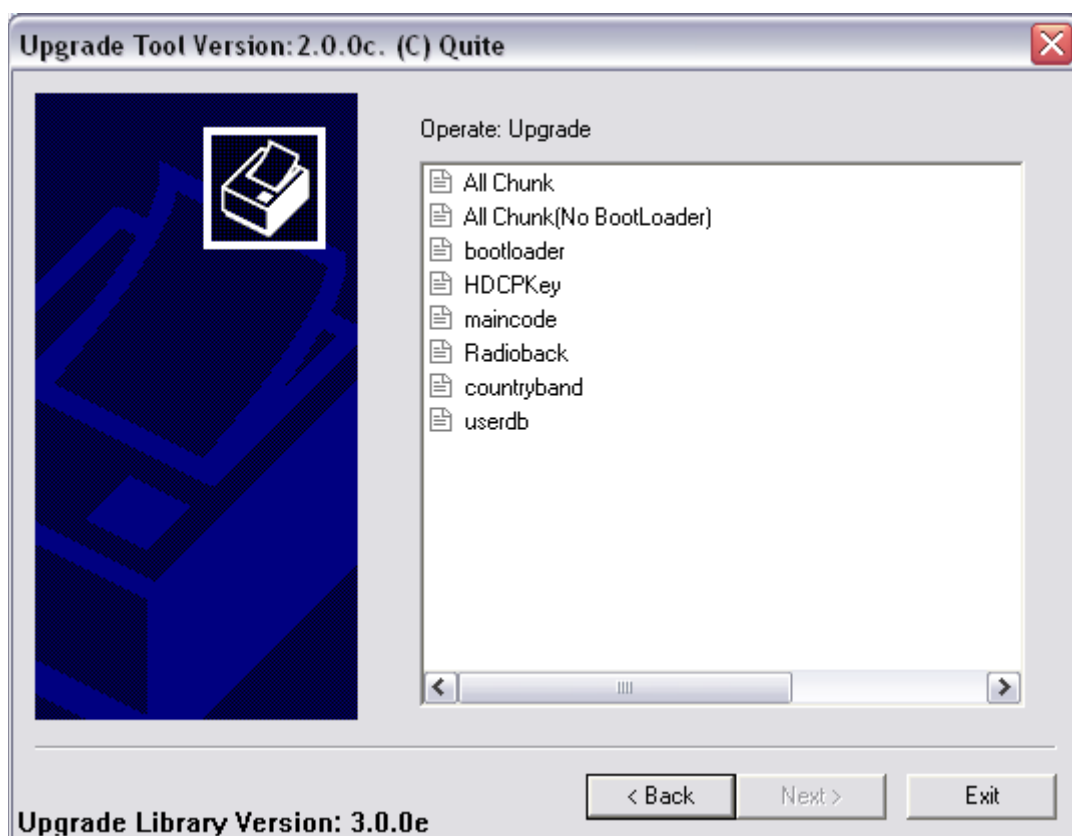 Upgrade Tool Version:2.0.0c. (C) Quite
Operate: Upgrade
All Chunk
All Chunk(No BootLoader)
bootloader
HDCPKey
maincode
Radioback
countryband
userdb
< Back
Next >
Exit
Upgrade Library Version: 3.0.0e